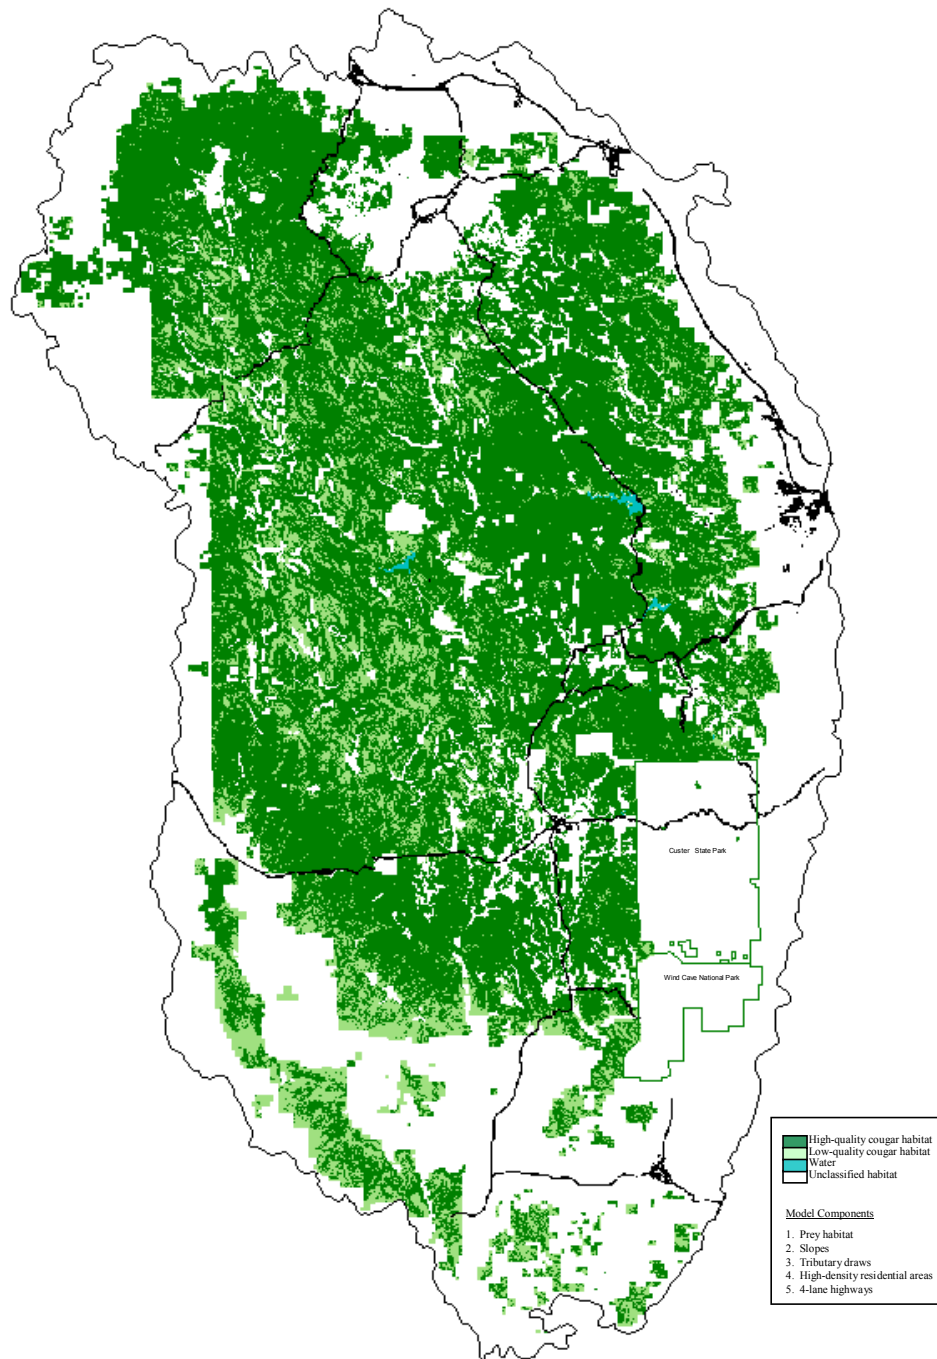 Custer State Park
Wind Cave National Park
High-quality cougar habitat
Low-quality cougar habitat
Water
Unclassified habitat
Model Components
1. Prey habitat
2. Slopes
3. Tributary draws
4. High-density residential areas
5. 4-lane highways